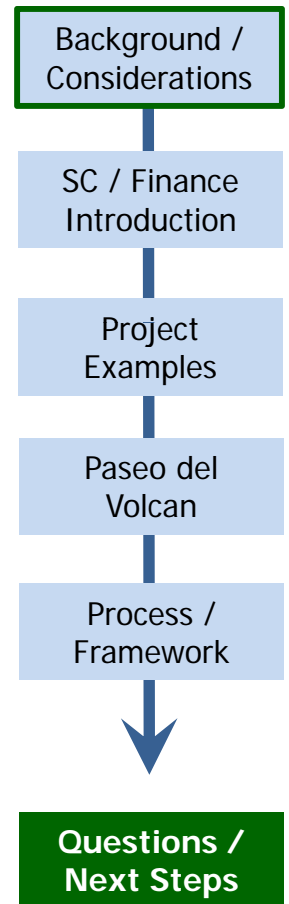 Background /
Considerations
SC / Finance
Introduction
Project
Examples
Paseo del
Volcan
Process /
Framework
Questions /
Next Steps